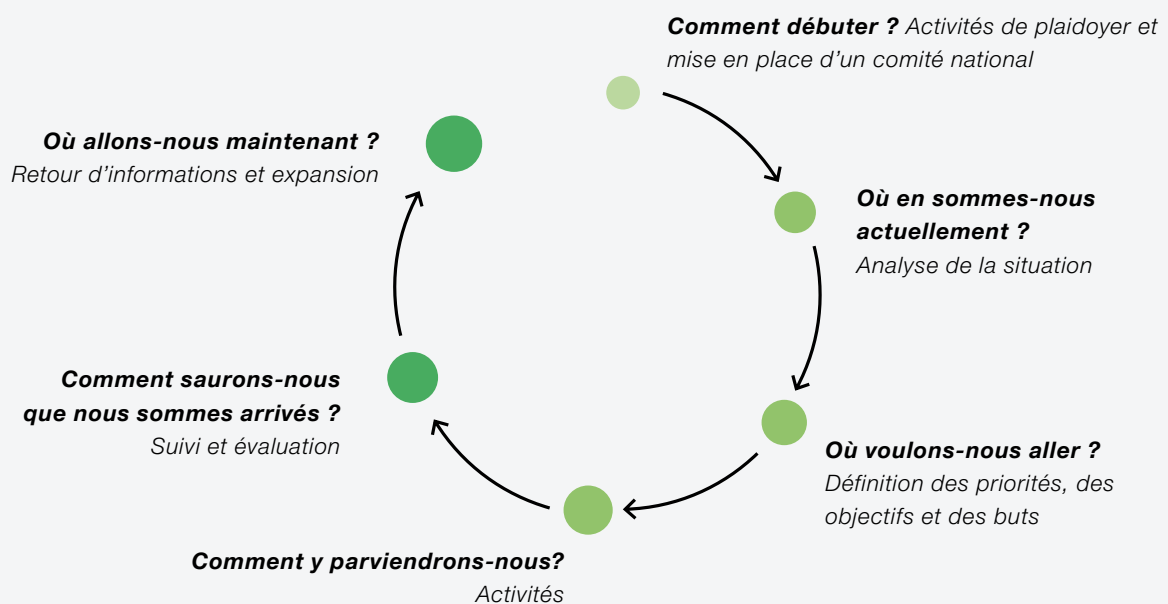 Comment débuter ? Activités de plaidoyer et
mise en place d’un comité national
Où en sommes-nous
actuellement ?
Analyse de la situation
Où voulons-nous aller ?
Définition des priorités, des
objectifs et des buts
Comment y parviendrons-nous?
Activités
Comment saurons-nous
que nous sommes arrivés ?
Suivi et évaluation
Où allons-nous maintenant ?
Retour d’informations et expansion